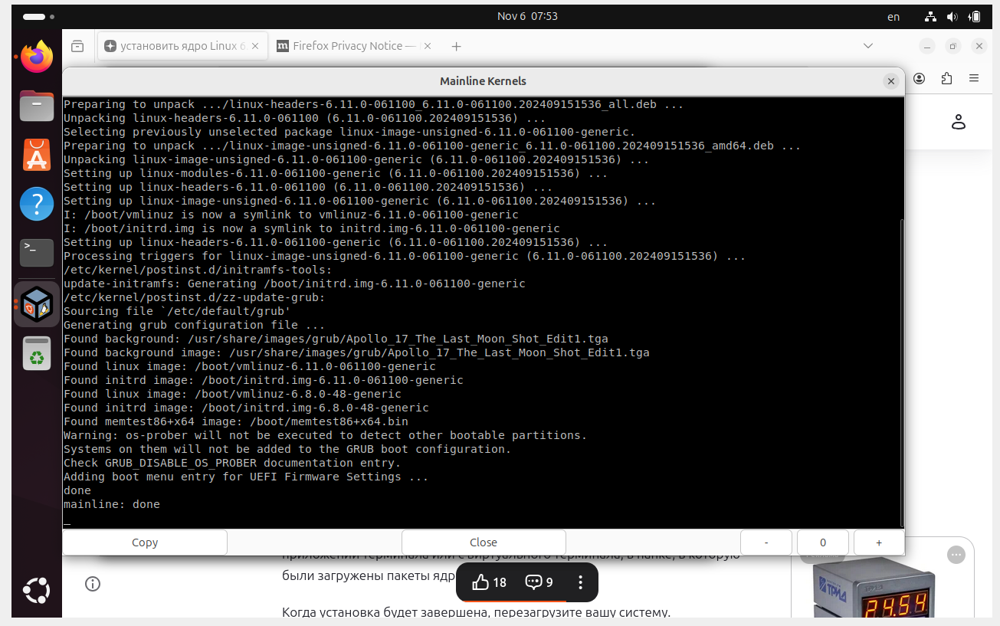 Nov 6 07:53
en
установить ядро Linux 6
Firefox Privacy Notice —
Mainline Kernels
Preparing to unpack .../linux-headers-6.11.0-061100_6.11.0-061100.202409151536_all.deb ...
Unpacking linux-headers-6.11.0-061100 (6.11.0-061100.202409151536) ...
Selecting previously unselected package linux-image-unsigned-6.11.0-061100-generic.
Preparing to unpack .../linux-image-unsigned-6.11.0-061100-generic_6.11.0-061100.202409151536_amd64.deb ...
Unpacking linux-image-unsigned-6.11.0-061100-generic (6.11.0-061100.202409151536) ...
Setting up linux-modules-6.11.0-061100-generic (6.11.0-061100.202409151536) ...
Setting up linux-headers-6.11.0-061100 (6.11.0-061100.202409151536) ...
Setting up linux-image-unsigned-6.11.0-061100-generic (6.11.0-061100.202409151536) ...
I: /boot/vmlinuz is now a symlink to vmlinuz-6.11.0-061100-generic
I: /boot/initrd.img is now a symlink to initrd.img-6.11.0-061100-generic
Setting up linux-headers-6.11.0-061100-generic (6.11.0-061100.202409151536) ...
Processing triggers for linux-image-unsigned-6.11.0-061100-generic (6.11.0-061100.202409151536) ...
/etc/kernel/postinst.d/initramfs-tools:
update-initramfs: Generating /boot/initrd.img-6.11.0-061100-generic
/etc/kernel/postinst.d/zz-update-grub:
Sourcing file `/etc/default/grub'
Generating grub configuration file ...
Found background: /usr/share/images/grub/Apollo_17_The_Last_Moon_Shot_Edit1.tga
Found background image: /usr/share/images/grub/Apollo_17_The_Last_Moon_Shot_Edit1.tga
Found linux image: /boot/vmlinuz-6.11.0-061100-generic
Found initrd image: /boot/initrd.img-6.11.0-061100-generic
Found linux image: /boot/vmlinuz-6.8.0-48-generic
Found initrd image: /boot/initrd.img-6.8.0-48-generic
Found memtest86+x64 image: /boot/memtest86+x64.bin
Warning: os-prober will not be executed to detect other bootable partitions.
Systems on them will not be added to the GRUB boot configuration.
Check GRUB_DISABLE_OS_PROBER documentation entry.
Adding boot menu entry for UEFI Firmware Settings ...
done
mainline: done
_
Copy
Close
- 0 +
приложении терминала или с виртуального терминала, в папке, в которую
были загружены пакеты ядр
18
9
Когда установка будет завершена, перезагрузите вашу систему.
ТРИД
24.54